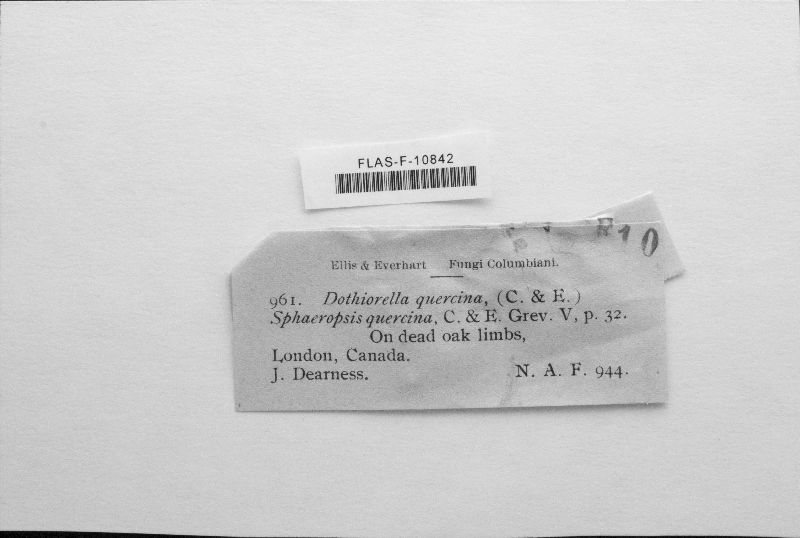 FLAS-F-10842
10
Ellis & Everhart — Fungi Columbiani.
961. Dothiorella quercina, (C. & E.)
Sphaeropsis quercina, C. & E. Grev. V, p. 32.
On dead oak limbs,
London, Canada.
J. Dearness. N. A. F. 944.